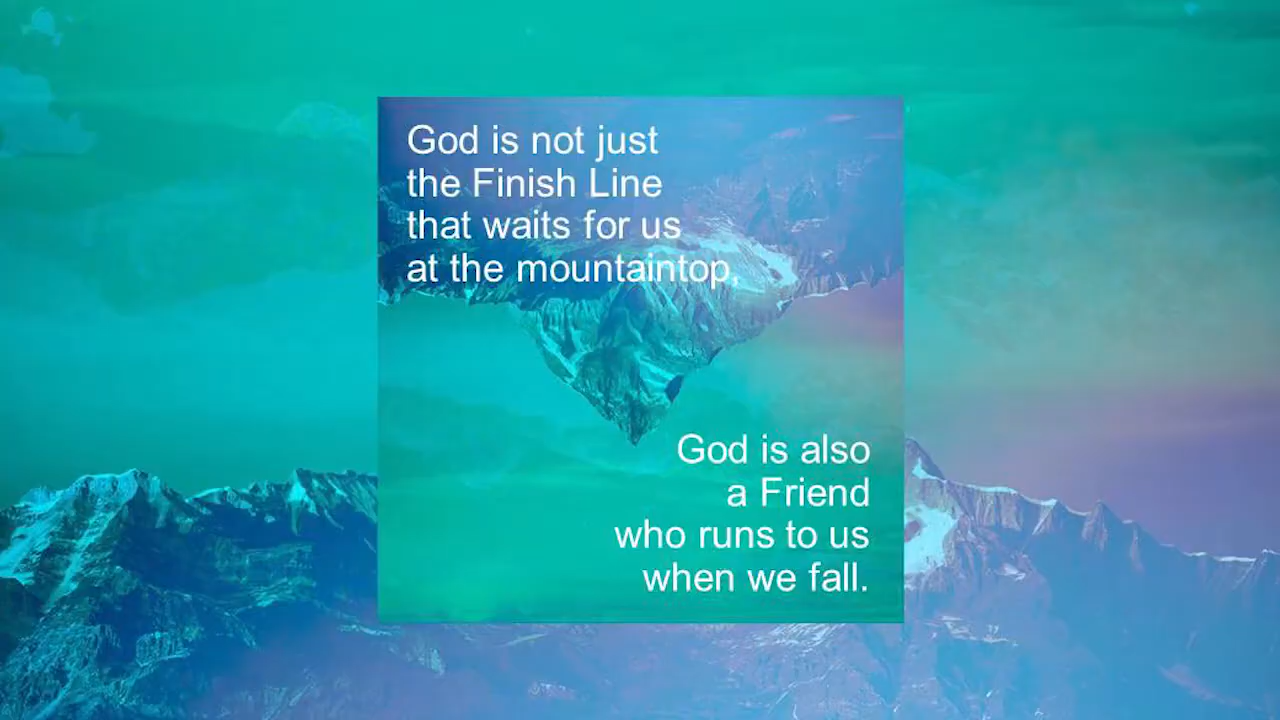 God is not just
the Finish Line
that waits for us
at the mountaintop,
God is also
a Friend
who runs to us
when we fall.